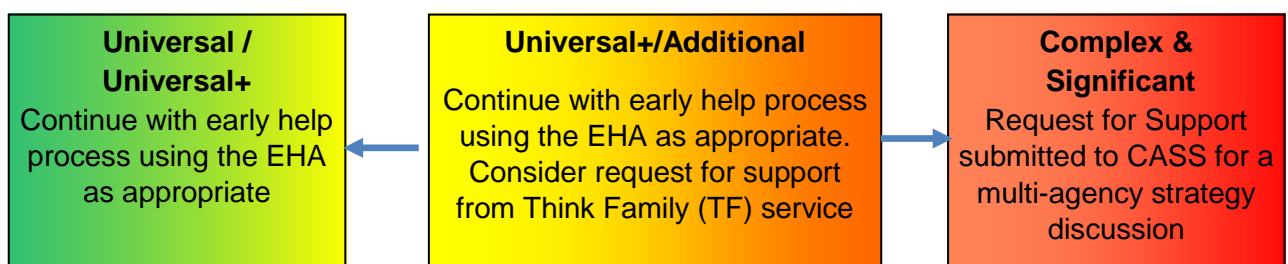 Universal /
Universal+
Continue with early help
process using the EHA
as appropriate
Universal+/Additional
Continue with early help process
using the EHA as appropriate.
Consider request for support
from Think Family (TF) service
Complex &
Significant
Request for Support
submitted to CASS for a
multi-agency strategy
discussion